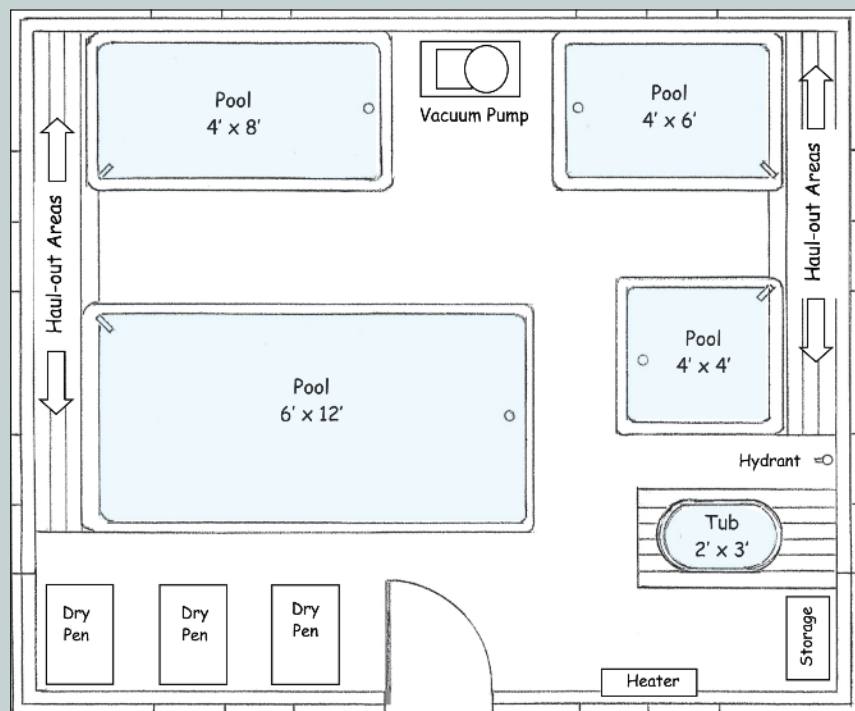 Pool
4' x 8'
Vacuum Pump
Pool
4' x 6'
Haul-out Areas
Haul-out Areas
Pool
4' x 4'
Pool
6' x 12'
Hydrant
Tub
2' x 3'
Dry
Pen
Dry
Pen
Dry
Pen
Storage
Heater